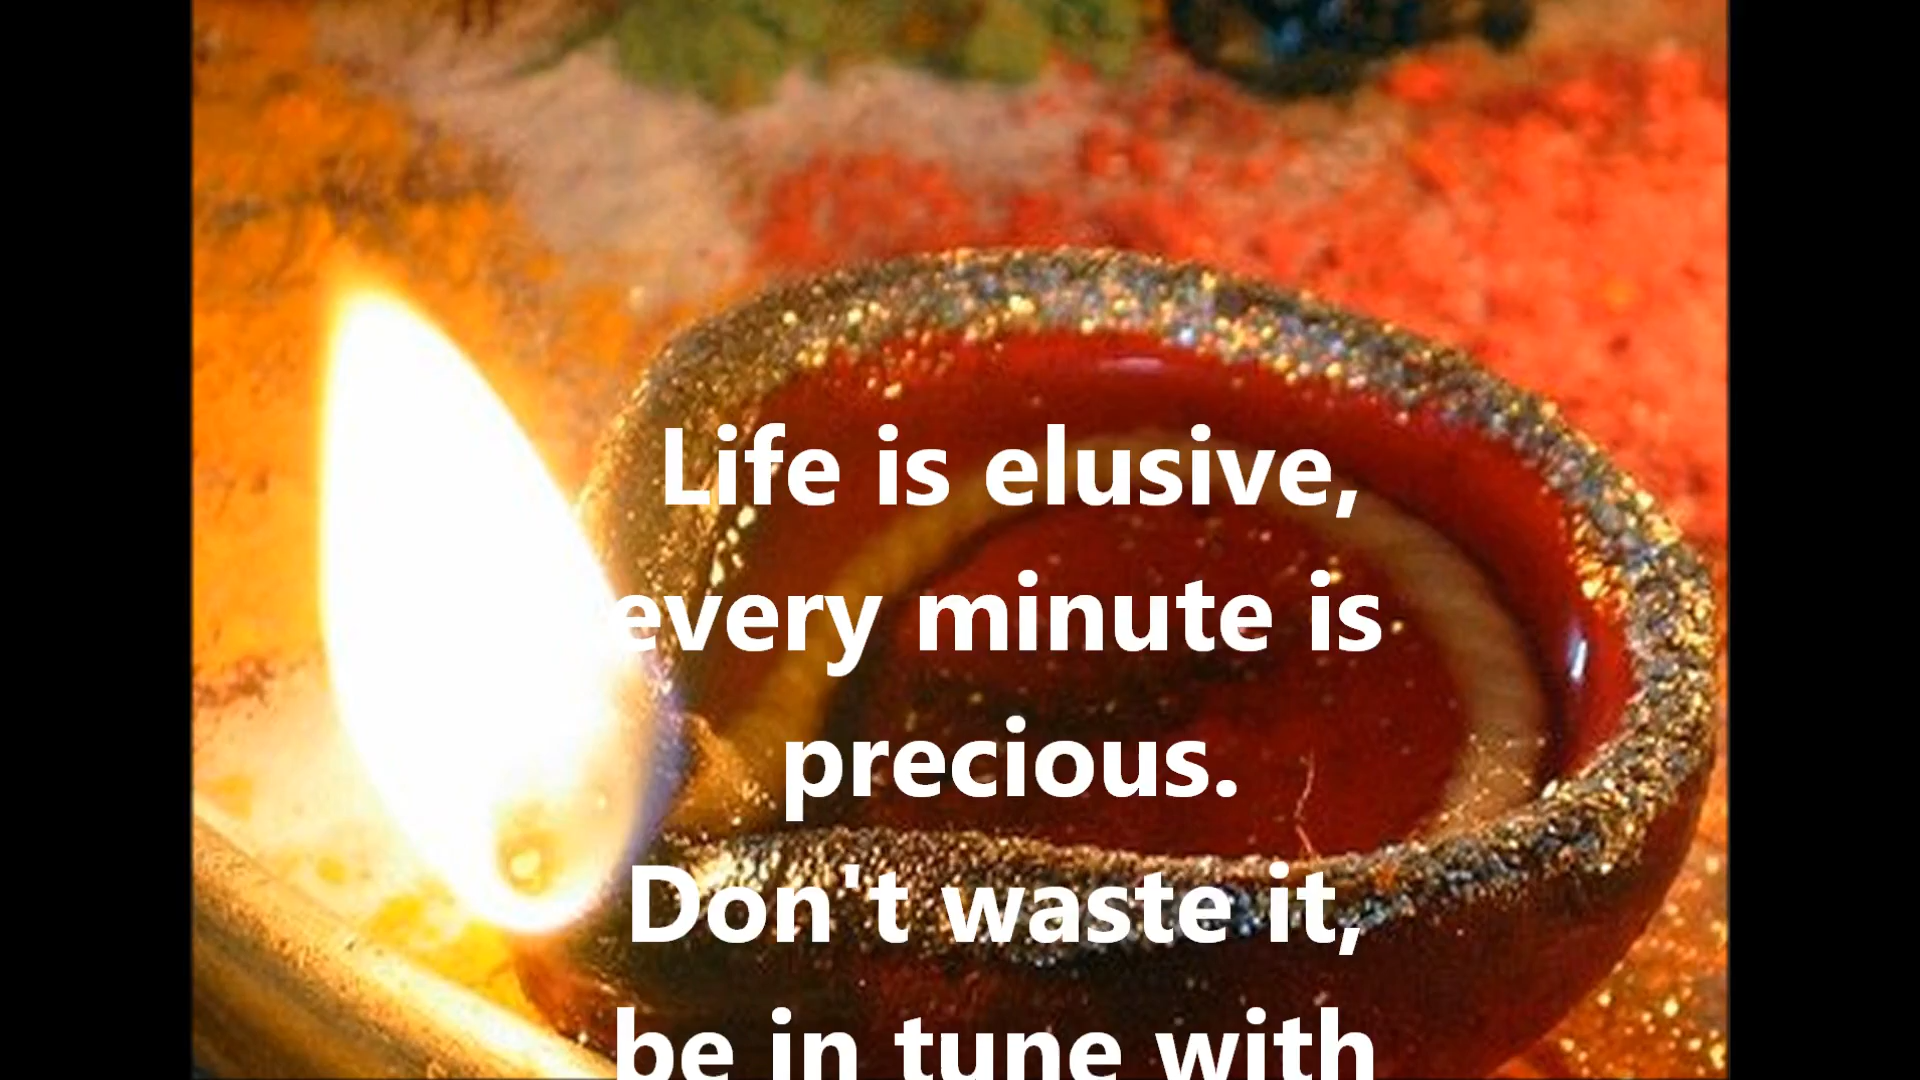 Life is elusive,
every minute is
precious.
Don't waste it,
be in tune with